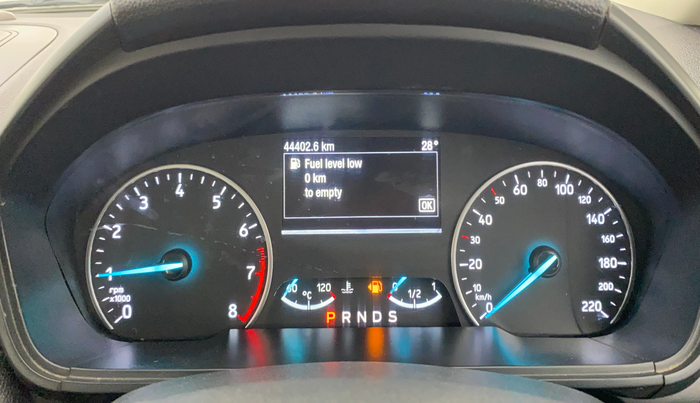 44402.6 km 28°
Fuel level low
0 km
to empty
OK
0 1 2 3 4 5 6 7 8
rpm
x1000
0 10 20 30 40 50 60 80 100 120 140 160 180 200 220
km/h
60 °C 120
0 1/2 1
P R N D S